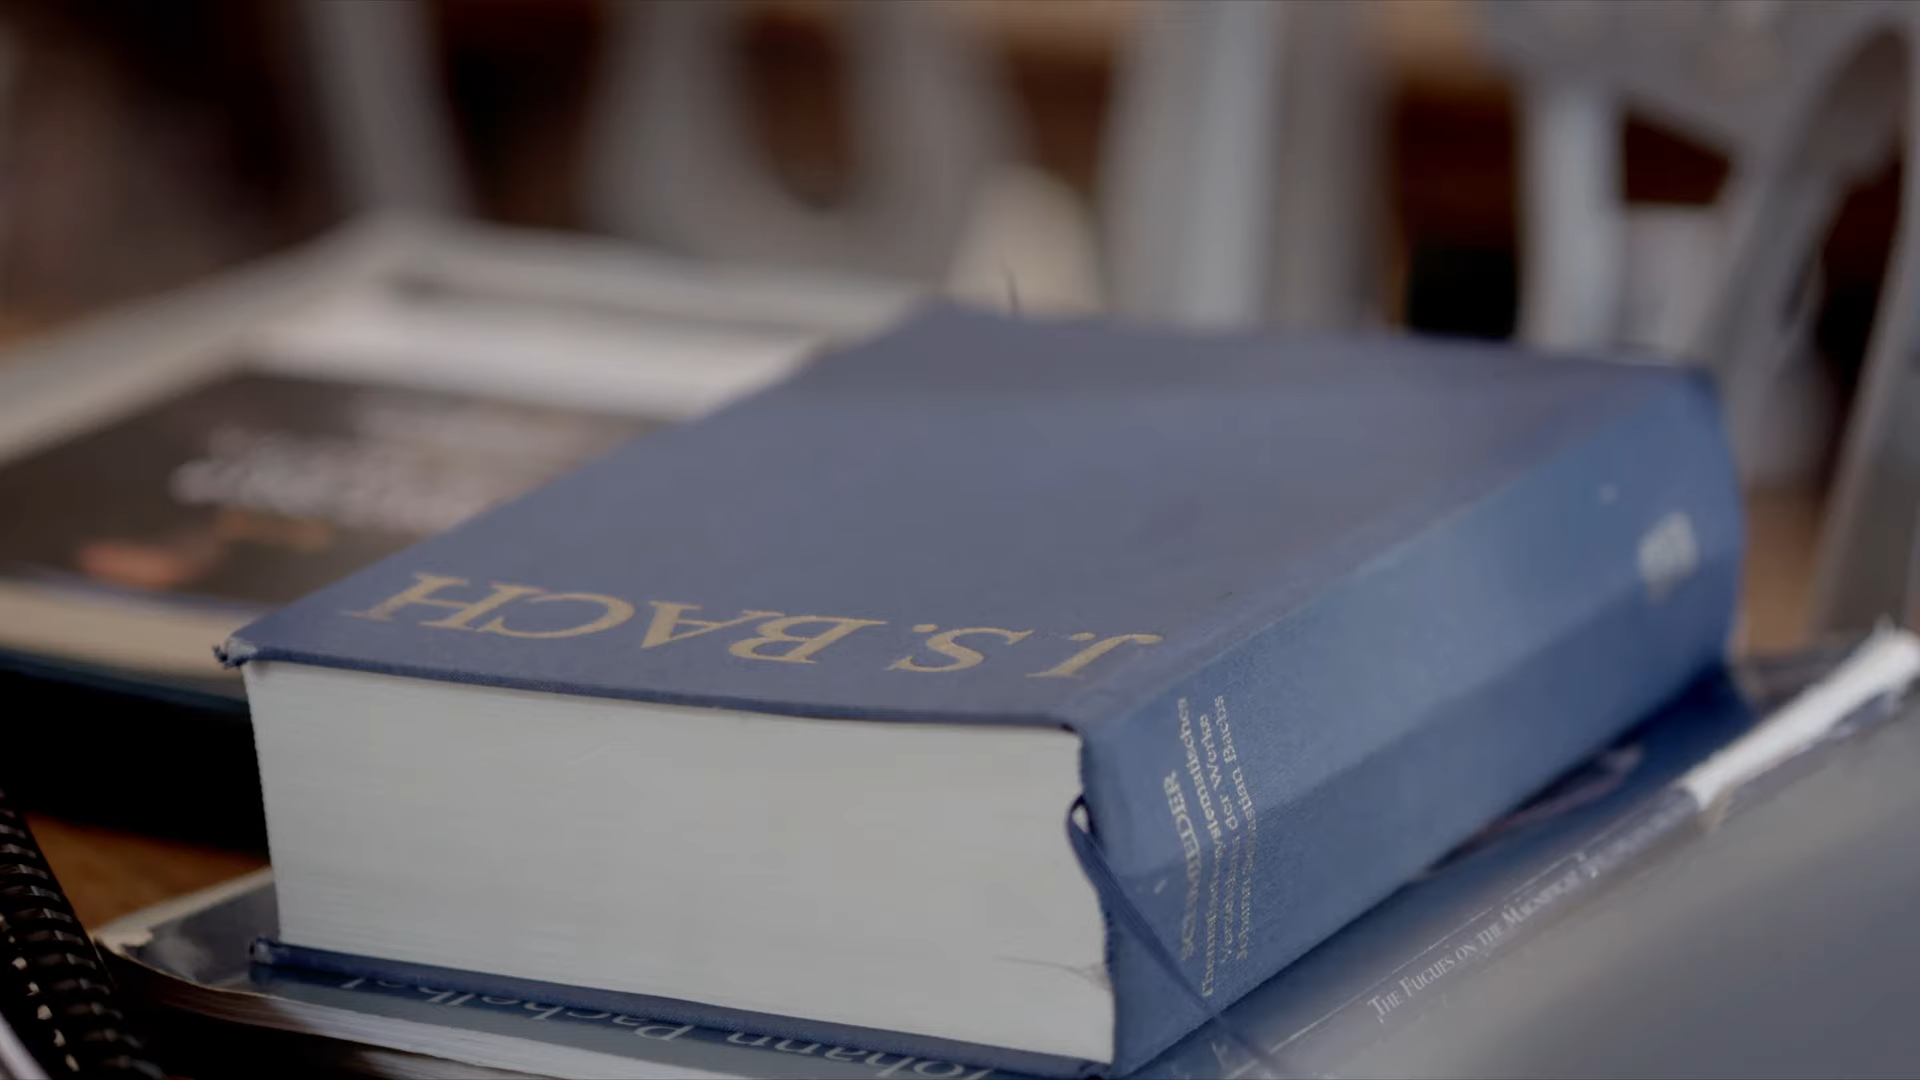 J.S. BACH
SCHMIEDER
Thematisch-systematisches
Verzeichnis der Werke
Johann Sebastian Bachs
Johann Pachelbel
THE FUGUES ON THE MAGNIFICAT